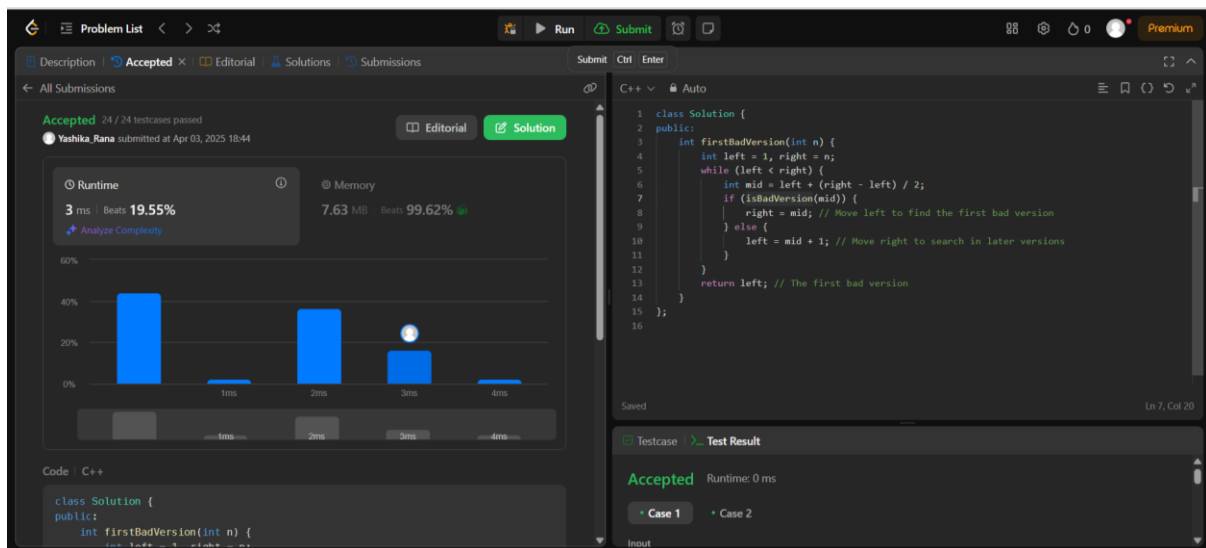 Problem List
Run
Submit
0
Premium
Description
Accepted
Editorial
Solutions
Submissions
Submit Ctrl Enter
All Submissions
Accepted 24 / 24 testcases passed
Yashika_Rana submitted at Apr 03, 2025 18:44
Editorial
Solution
Runtime
3 ms Beats 19.55%
Analyze Complexity
Memory
7.63 MB Beats 99.62%
60%
40%
20%
0%
1ms 2ms 3ms 4ms
1ms 2ms 3ms 4ms
Code C++
class Solution {
public:
int firstBadVersion(int n) {
int left = 1, right = n;
C++ Auto
1 class Solution {
2 public:
3 int firstBadVersion(int n) {
4 int left = 1, right = n;
5 while (left < right) {
6 int mid = left + (right - left) / 2;
7 if (isBadVersion(mid)) {
8 right = mid; // Move left to find the first bad version
9 } else {
10 left = mid + 1; // Move right to search in later versions
11 }
12 }
13 return left; // The first bad version
14 }
15 };
16
Saved
Ln 7, Col 20
Testcase
Test Result
Accepted Runtime: 0 ms
Case 1
Case 2
Input